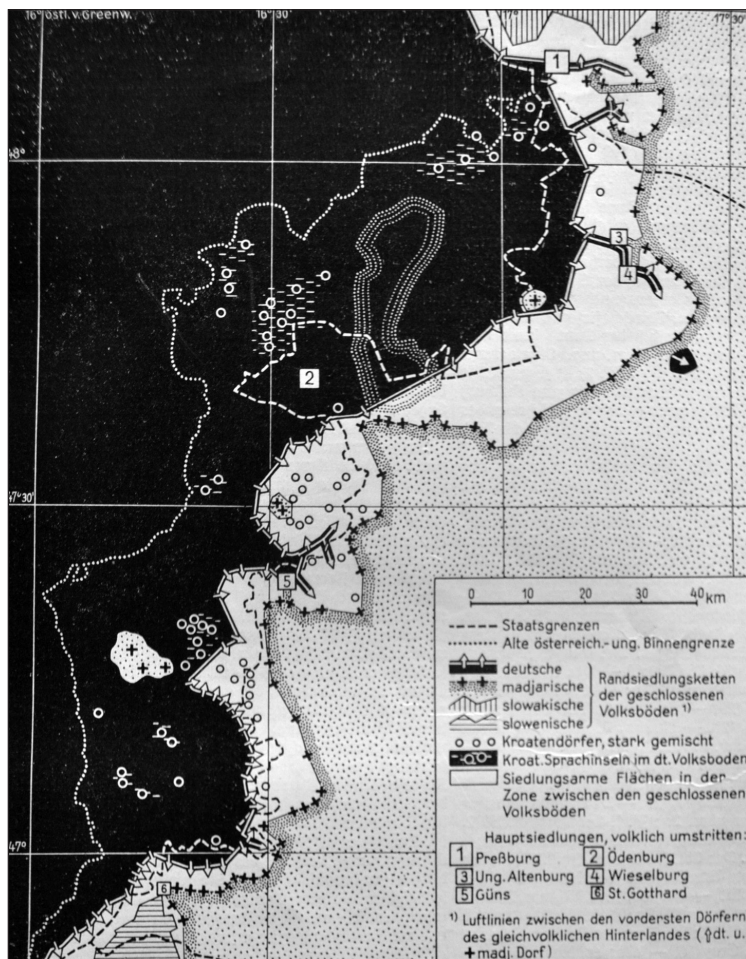 16° östl. v. Greenw.
16° 30'
17°
17° 30'
1
48°
3
4
2
47° 30'
5
47°
6
0 10 20 40 km
Staatsgrenzen
Alte österreich.-ung. Binnengrenze
deutsche
madjarische
slowakische
slowenische
Randsiedlungsketten
der geschlossenen
Volksböden ¹)
Kroatendörfer, stark gemischt
Kroat. Sprachinseln im dt. Volksboden
Siedlungsarme Flächen in der
Zone zwischen den geschlossenen
Volksböden
Hauptsiedlungen, volklich umstritten:
1 Preßburg 2 Ödenburg
3 Ung. Altenburg 4 Wieselburg
5 Güns 6 St. Gotthard
¹) Luftlinien zwischen den vordersten Dörfern
des gleichvolklichen Hinterlandes (⇧dt. u.
+ madj. Dorf)